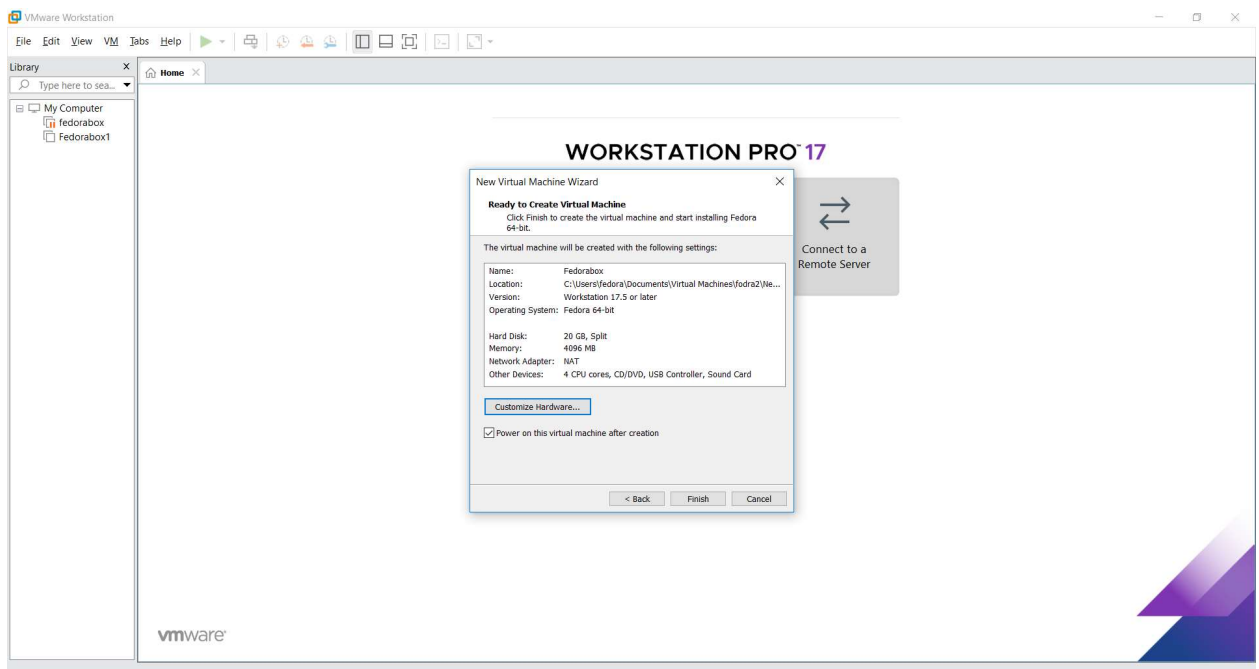 VMware Workstation
File Edit View VM Tabs Help
Library X
Type here to sea...
My Computer
fedorabox
Fedorabox1
Home
WORKSTATION PRO™ 17
Connect to a
Remote Server
New Virtual Machine Wizard
Ready to Create Virtual Machine
Click Finish to create the virtual machine and start installing Fedora
64-bit.
The virtual machine will be created with the following settings:
Name: Fedorabox
Location: C:\Users\fedora\Documents\Virtual Machines\fodra2\Ne...
Version: Workstation 17.5 or later
Operating System: Fedora 64-bit
Hard Disk: 20 GB, Split
Memory: 4096 MB
Network Adapter: NAT
Other Devices: 4 CPU cores, CD/DVD, USB Controller, Sound Card
Customize Hardware...
Power on this virtual machine after creation
< Back Finish Cancel
vmware®